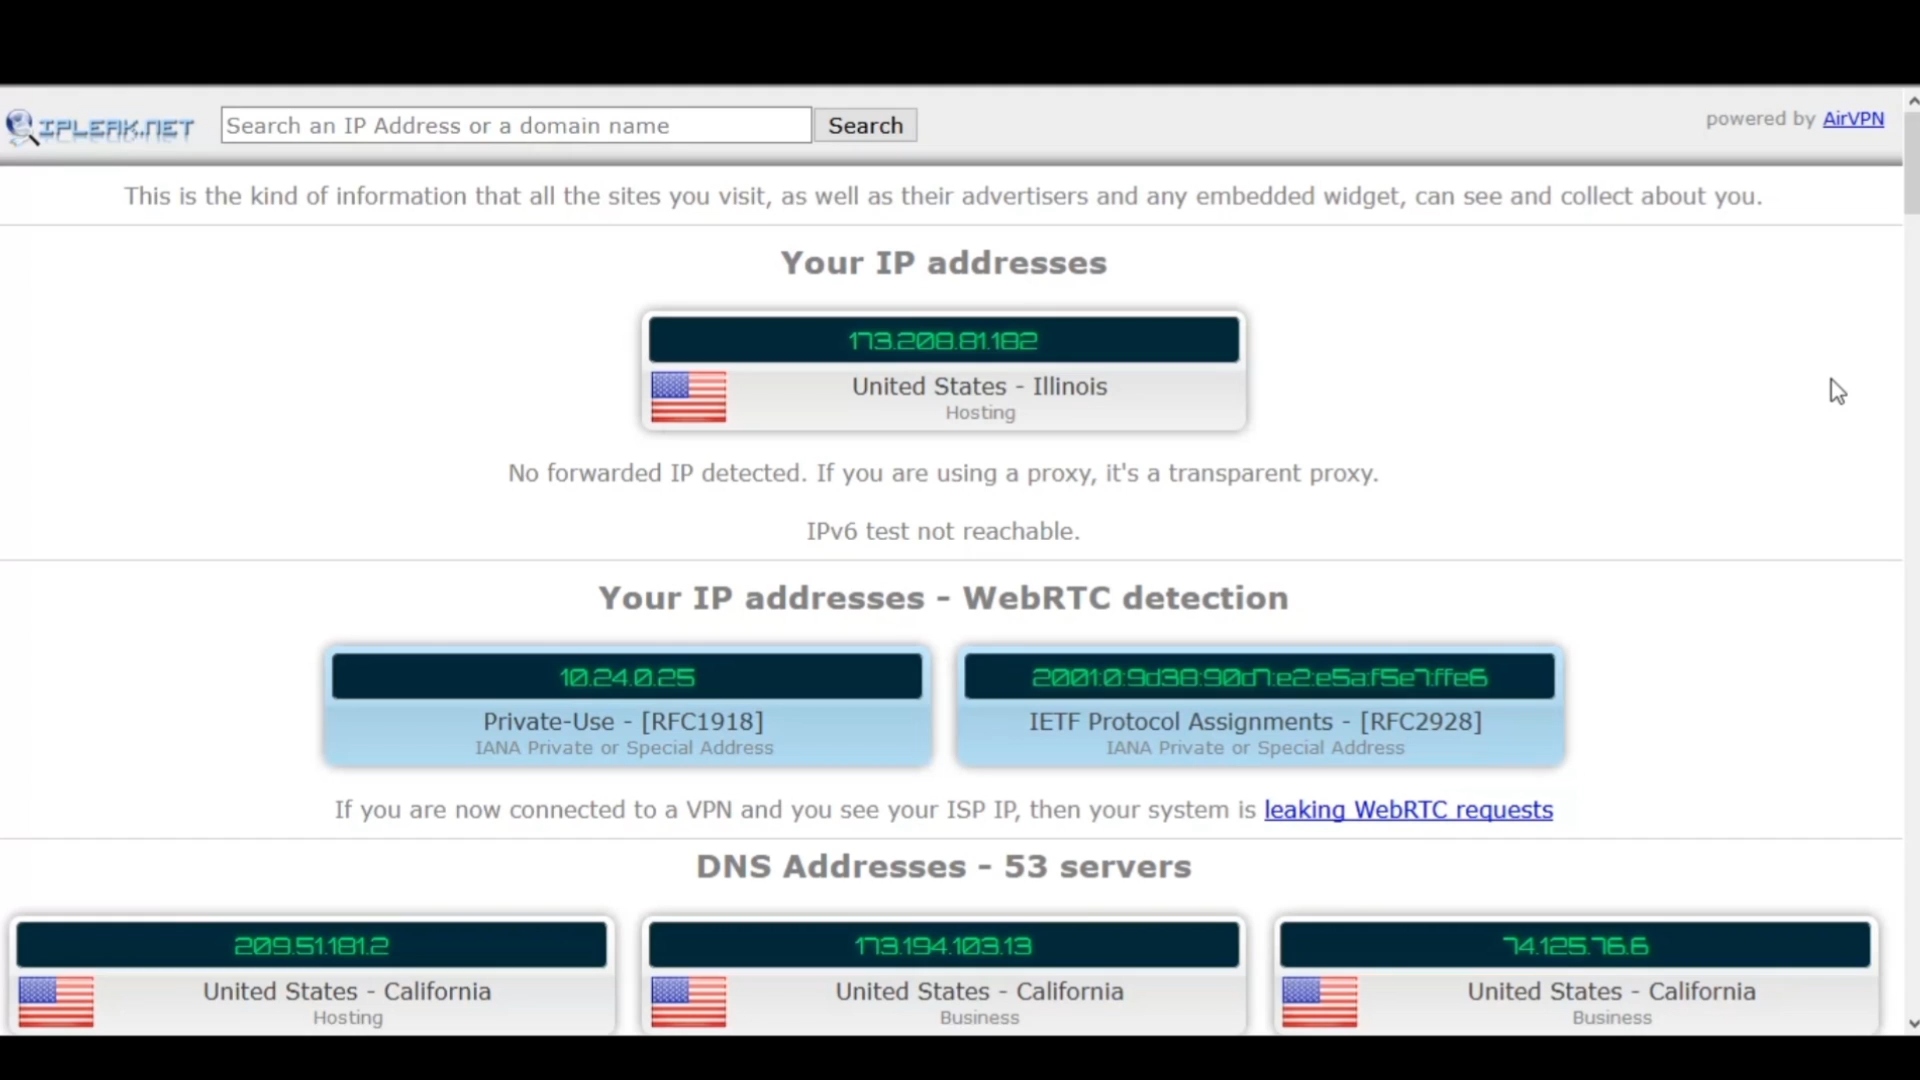 IPLEAK.NET
Search an IP Address or a domain name
Search
powered by AirVPN
This is the kind of information that all the sites you visit, as well as their advertisers and any embedded widget, can see and collect about you.
Your IP addresses
173.208.81.182
United States - Illinois
Hosting
No forwarded IP detected. If you are using a proxy, it's a transparent proxy.
IPv6 test not reachable.
Your IP addresses - WebRTC detection
10.24.0.25
Private-Use - [RFC1918]
IANA Private or Special Address
2001:0:9d38:90d7:e2:e5a:f5e7:ffe6
IETF Protocol Assignments - [RFC2928]
IANA Private or Special Address
If you are now connected to a VPN and you see your ISP IP, then your system is leaking WebRTC requests
DNS Addresses - 53 servers
209.51.181.2
United States - California
Hosting
173.194.103.13
United States - California
Business
74.125.76.6
United States - California
Business